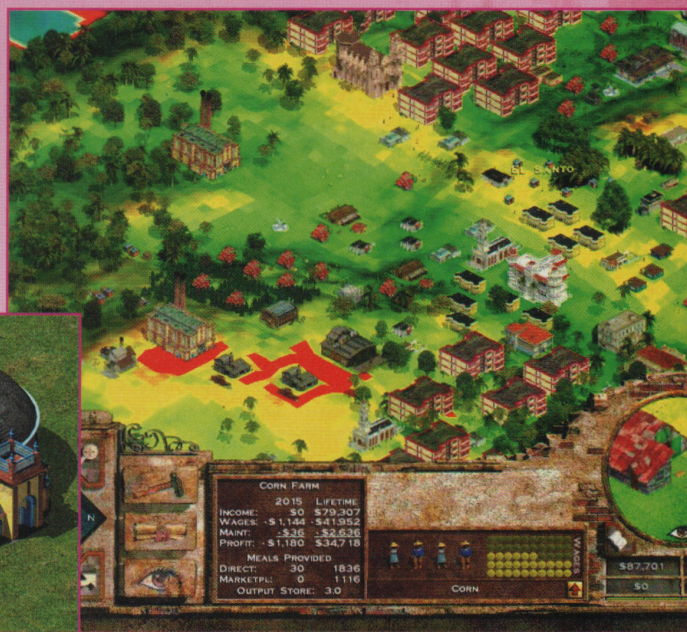 EL SANTO
CORN FARM
2015 LIFETIME
INCOME: $0 $79,307
WAGES: -$1,144 -$41,952
MAINT: -$36 -$2,636
PROFIT: -$1,180 $34,718
MEALS PROVIDED
DIRECT: 30 1836
MARKETPL: 0 1116
OUTPUT STORE: 3.0
WAGES
CORN
$87,701
$0
N